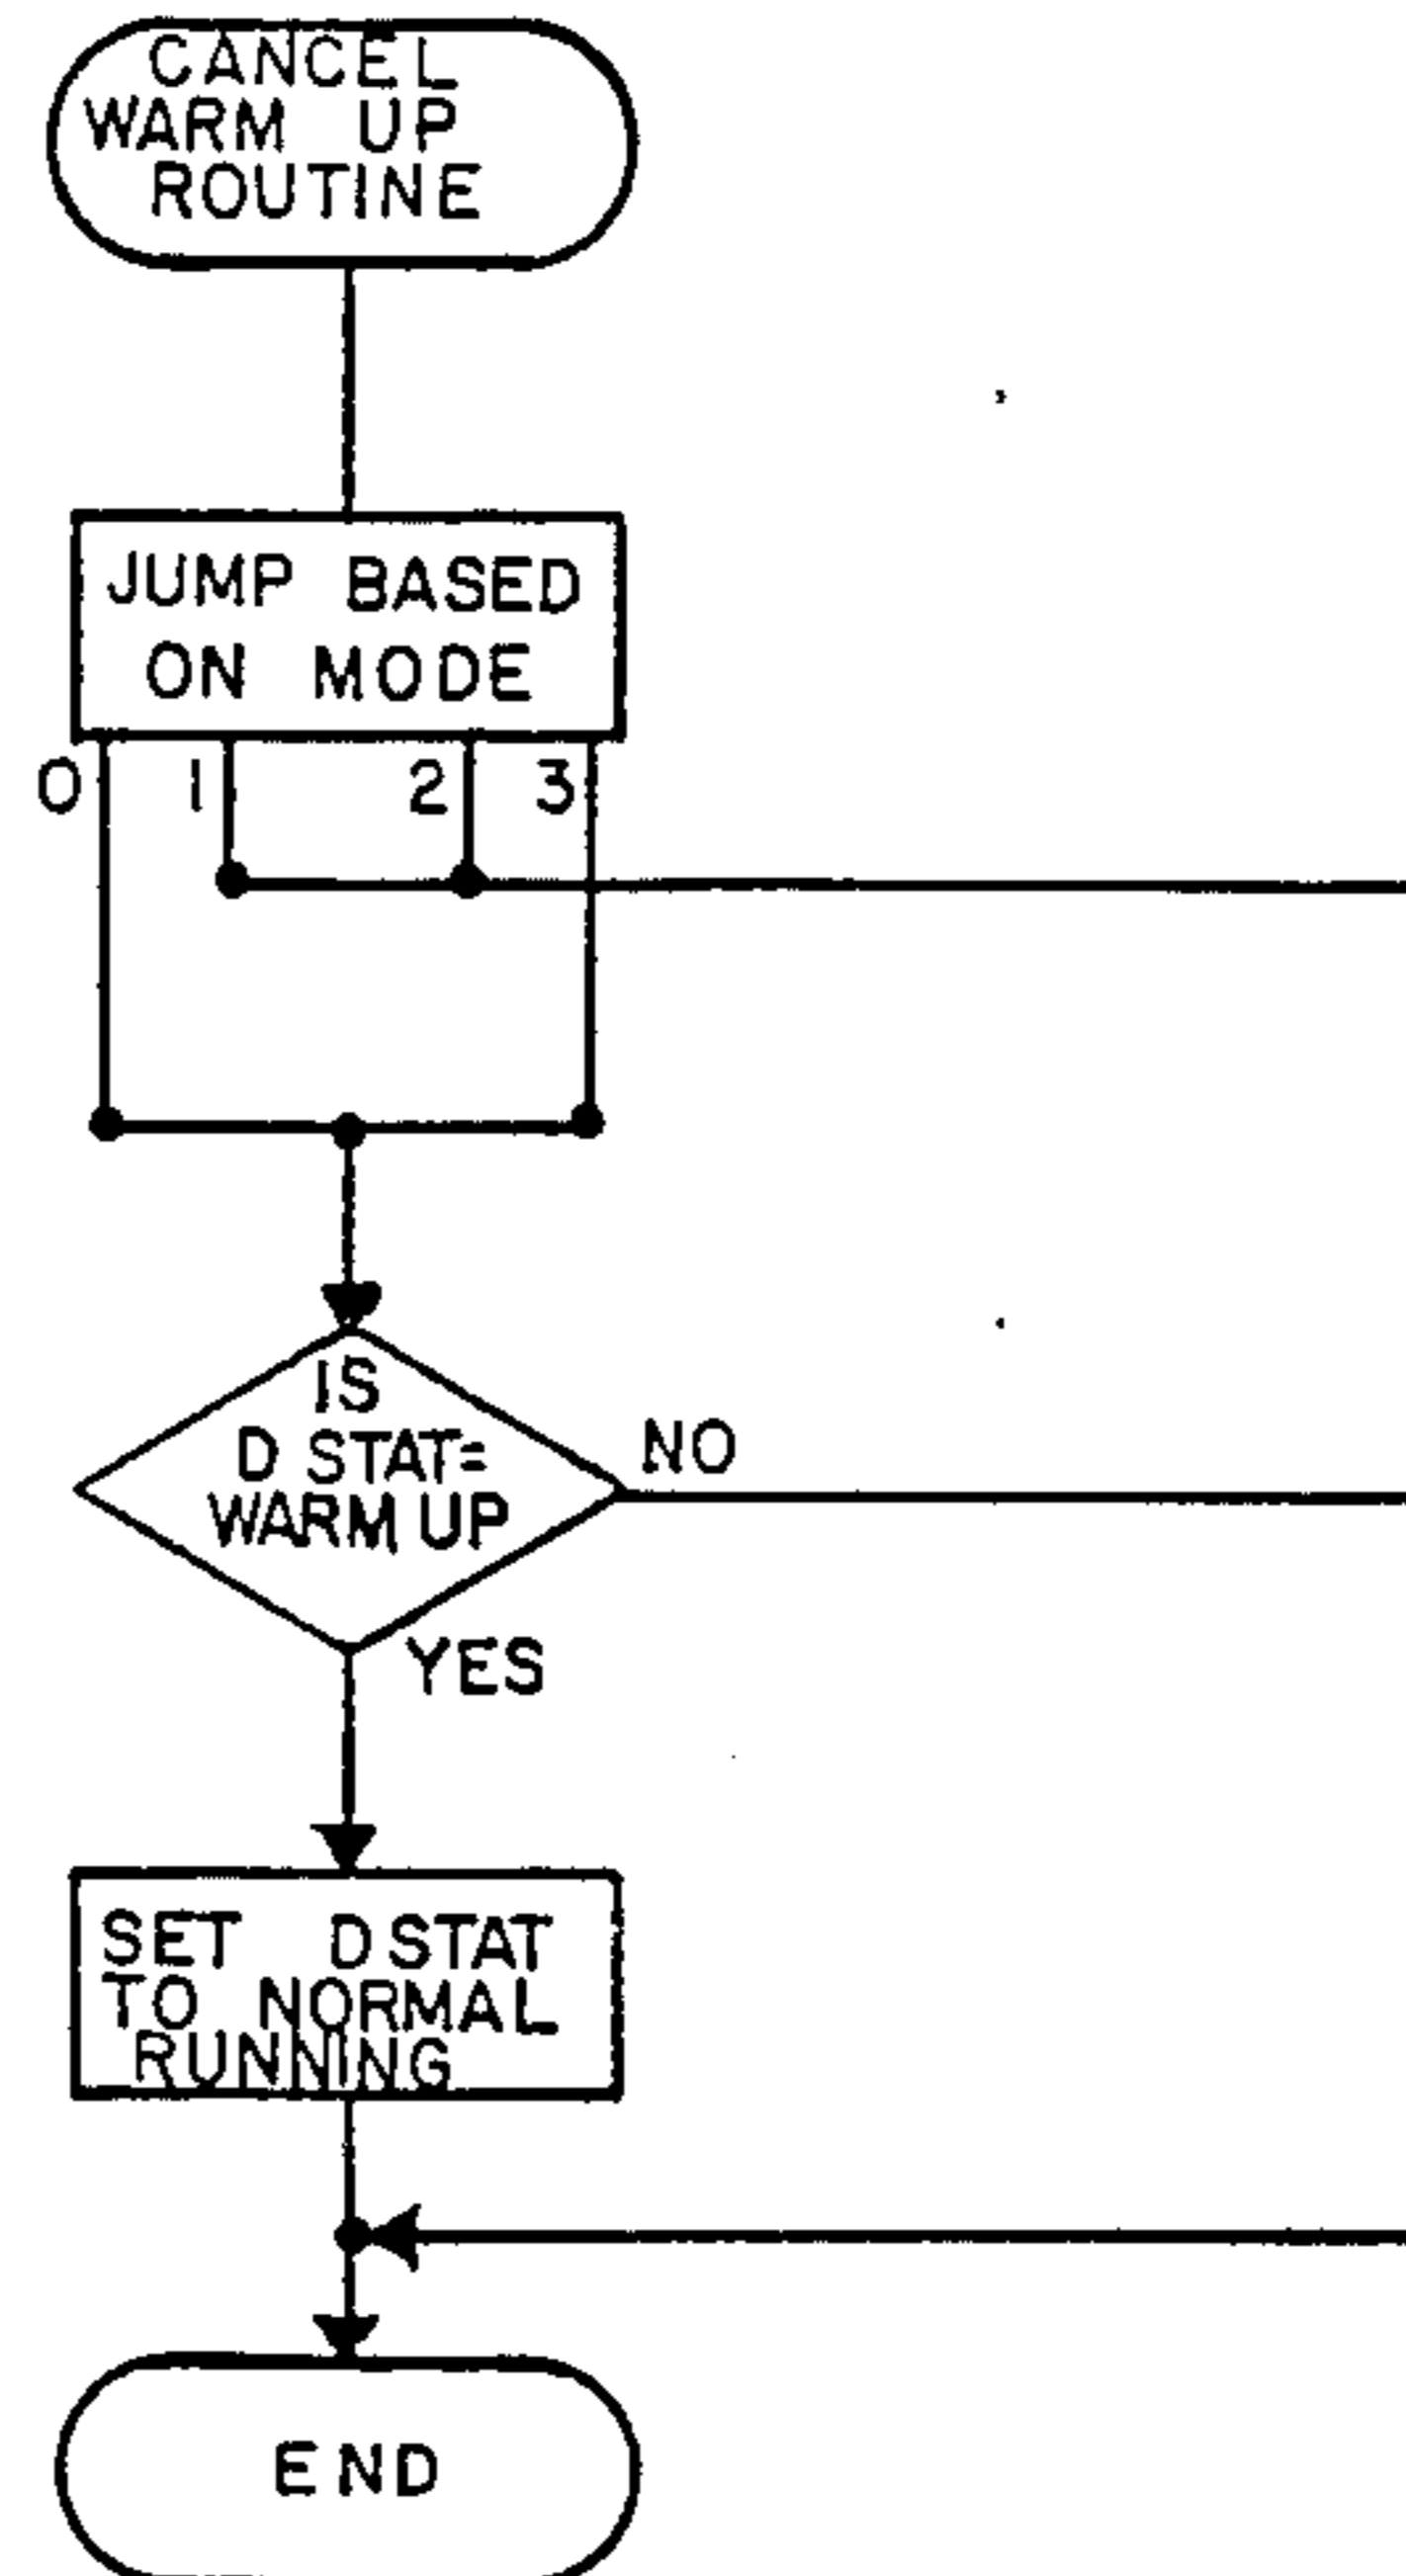 CANCEL
WARM UP
ROUTINE
JUMP BASED
ON MODE
0 1 2 3
IS
D STAT=
WARM UP
NO
YES
SET D STAT
TO NORMAL
RUNNING
END